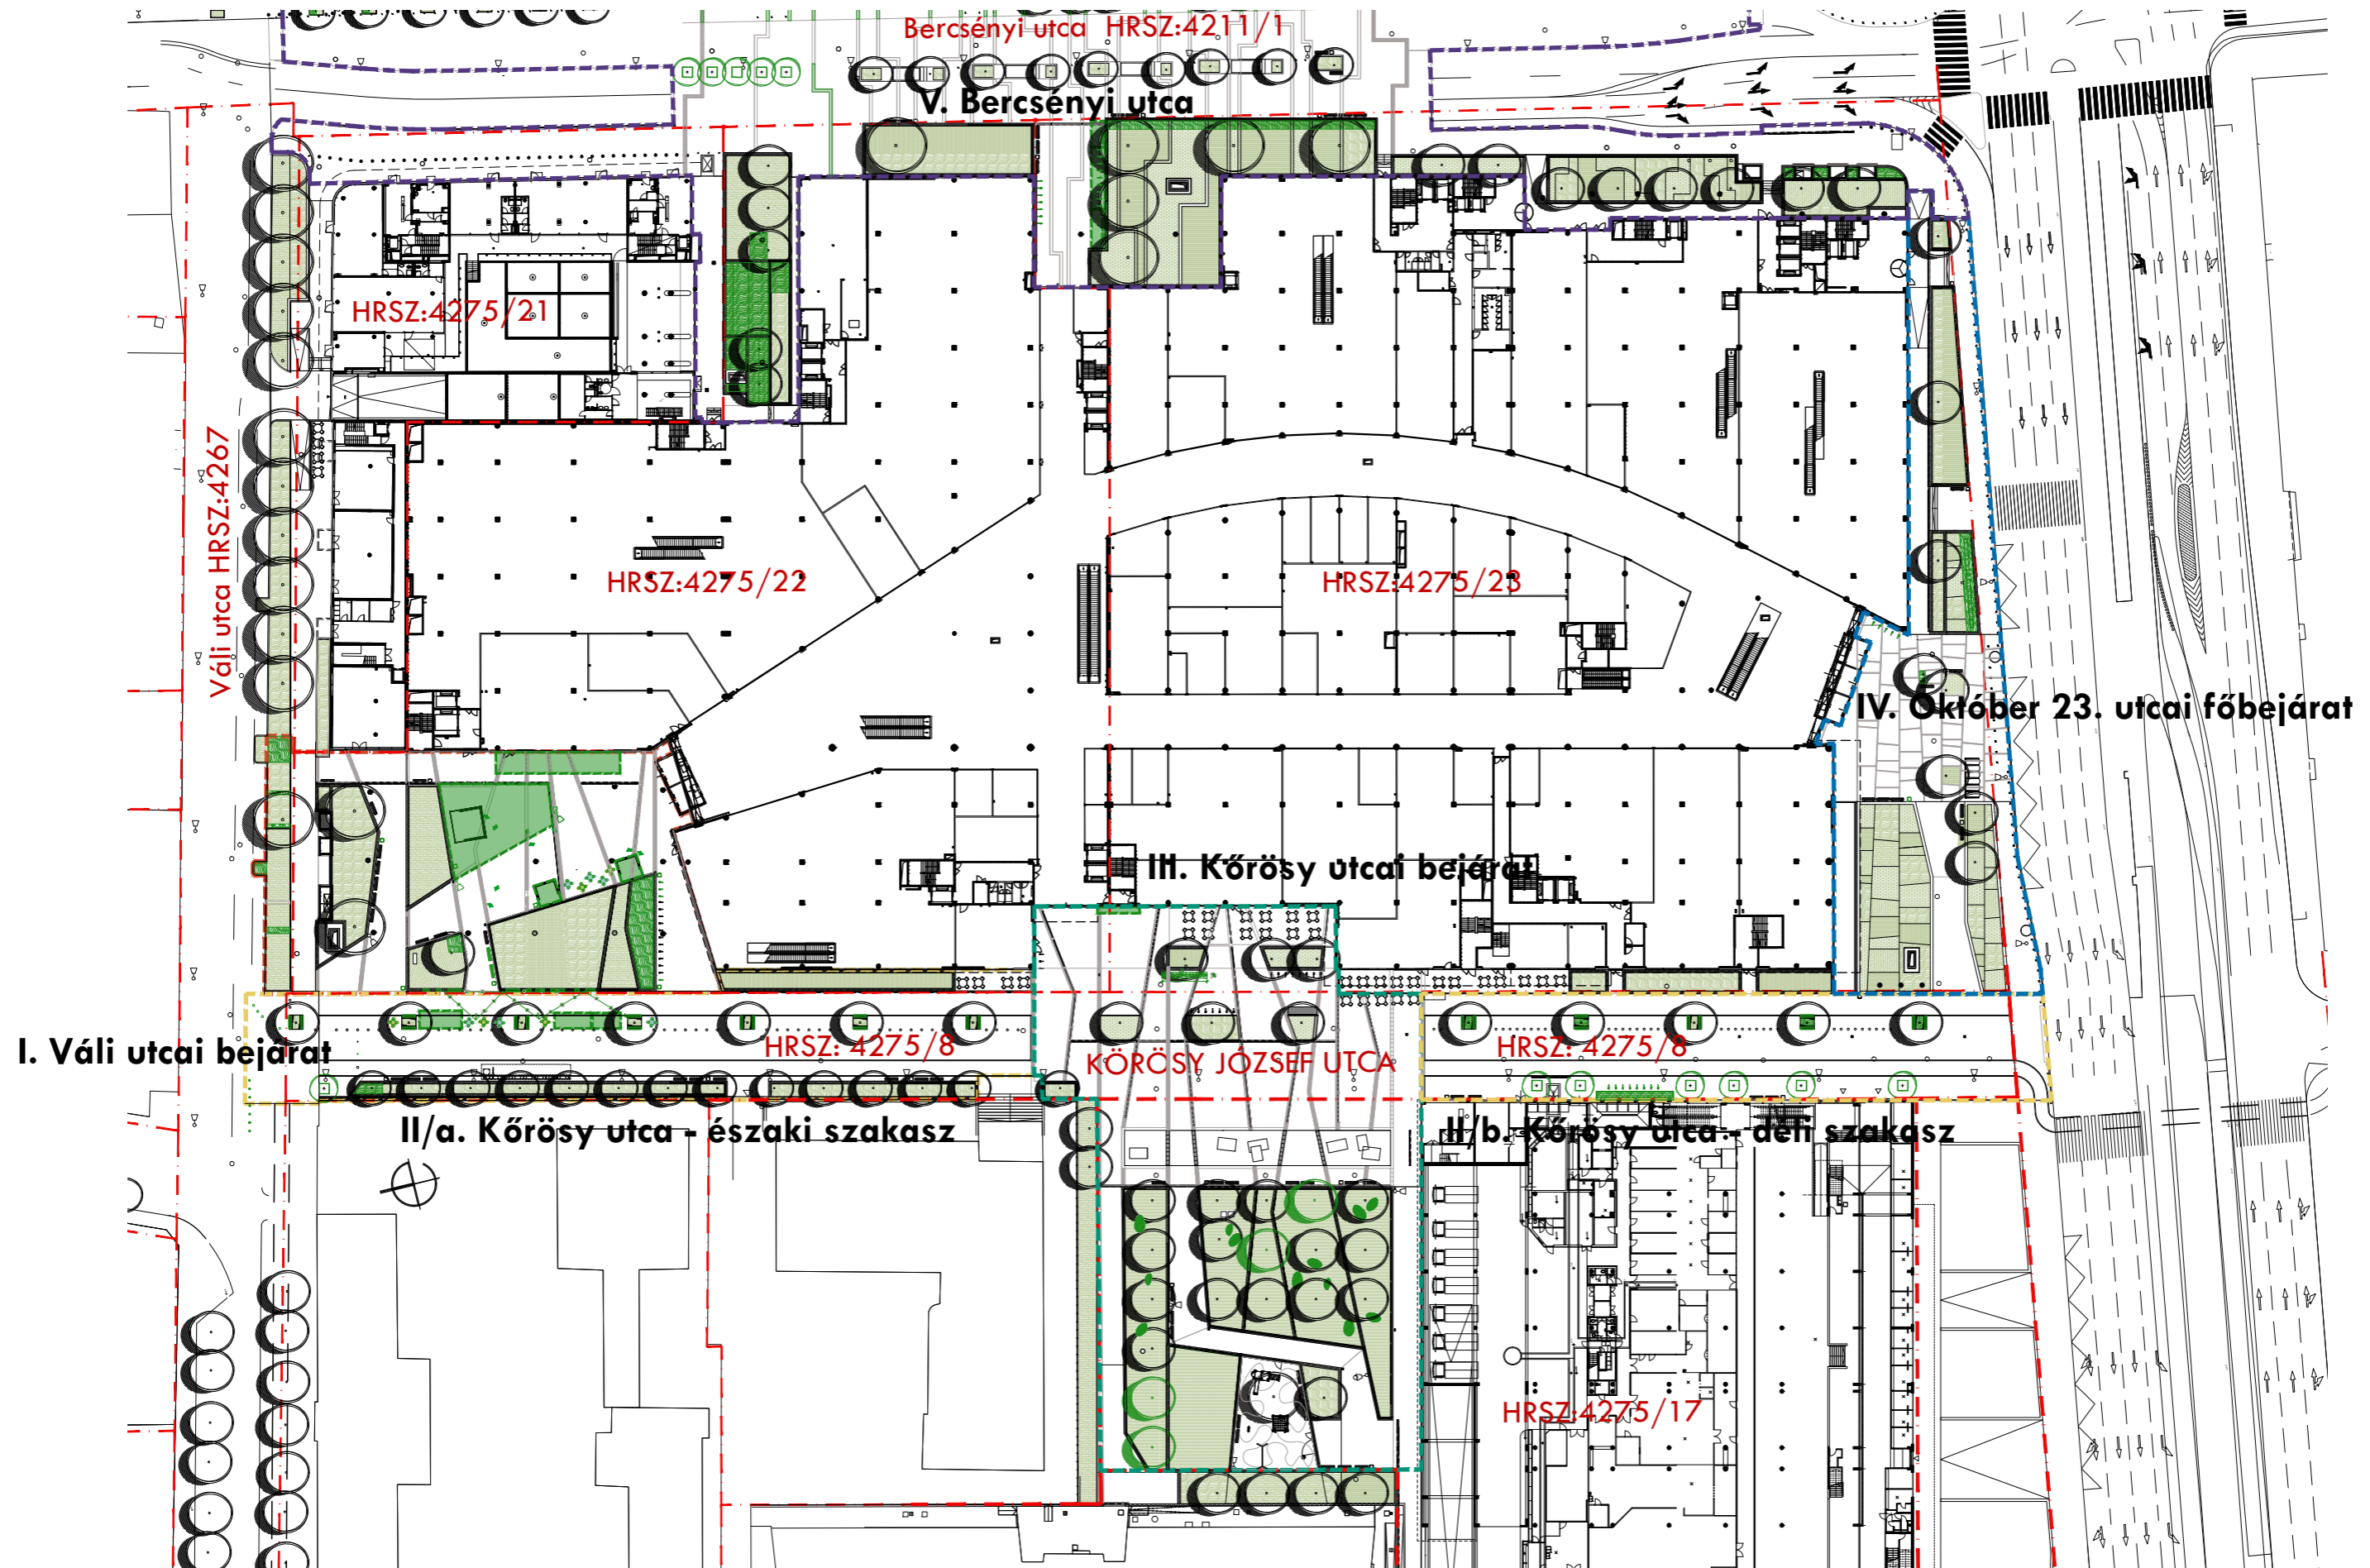 Bercsényi utca HRSZ:4211/1
V. Bercsényi utca
HRSZ:4275/21
Váli utca HRSZ:4267
HRSZ:4275/22
HRSZ:4275/23
IV. Október 23. utcai főbejárat
III. Kőrösy utcai bejárat
I. Váli utcai bejárat
HRSZ: 4275/8
KŐRÖSY JÓZSEF UTCA
HRSZ: 4275/8
II/a. Kőrösy utca - északi szakasz
II/b. Kőrösy utca - déli szakasz
HRSZ:4275/17